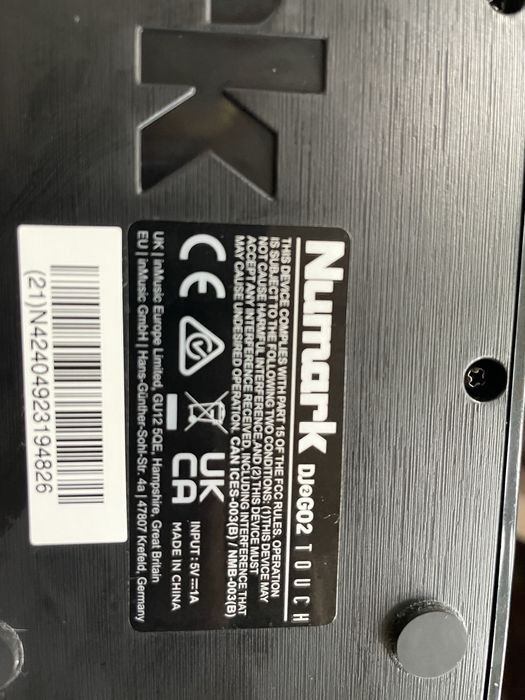 Numark DJ2GO2 TOUCH
THIS DEVICE COMPLIES WITH PART 15 OF THE FCC RULES. OPERATION
IS SUBJECT TO THE FOLLOWING TWO CONDITIONS: (1) THIS DEVICE MAY
NOT CAUSE HARMFUL INTERFERENCE, AND (2) THIS DEVICE MUST
ACCEPT ANY INTERFERENCE RECEIVED, INCLUDING INTERFERENCE THAT
MAY CAUSE UNDESIRED OPERATION. CAN ICES-003(B) / NMB-003(B)
CE
UK
CA
INPUT : 5V⎓1A
MADE IN CHINA
UK | inMusic Europe Limited, GU12 5QE, Hampshire, Great Britain
EU | inMusic GmbH | Hans-Günther-Sohl-Str. 4a | 47807 Krefeld, Germany
(21)N42404923194826